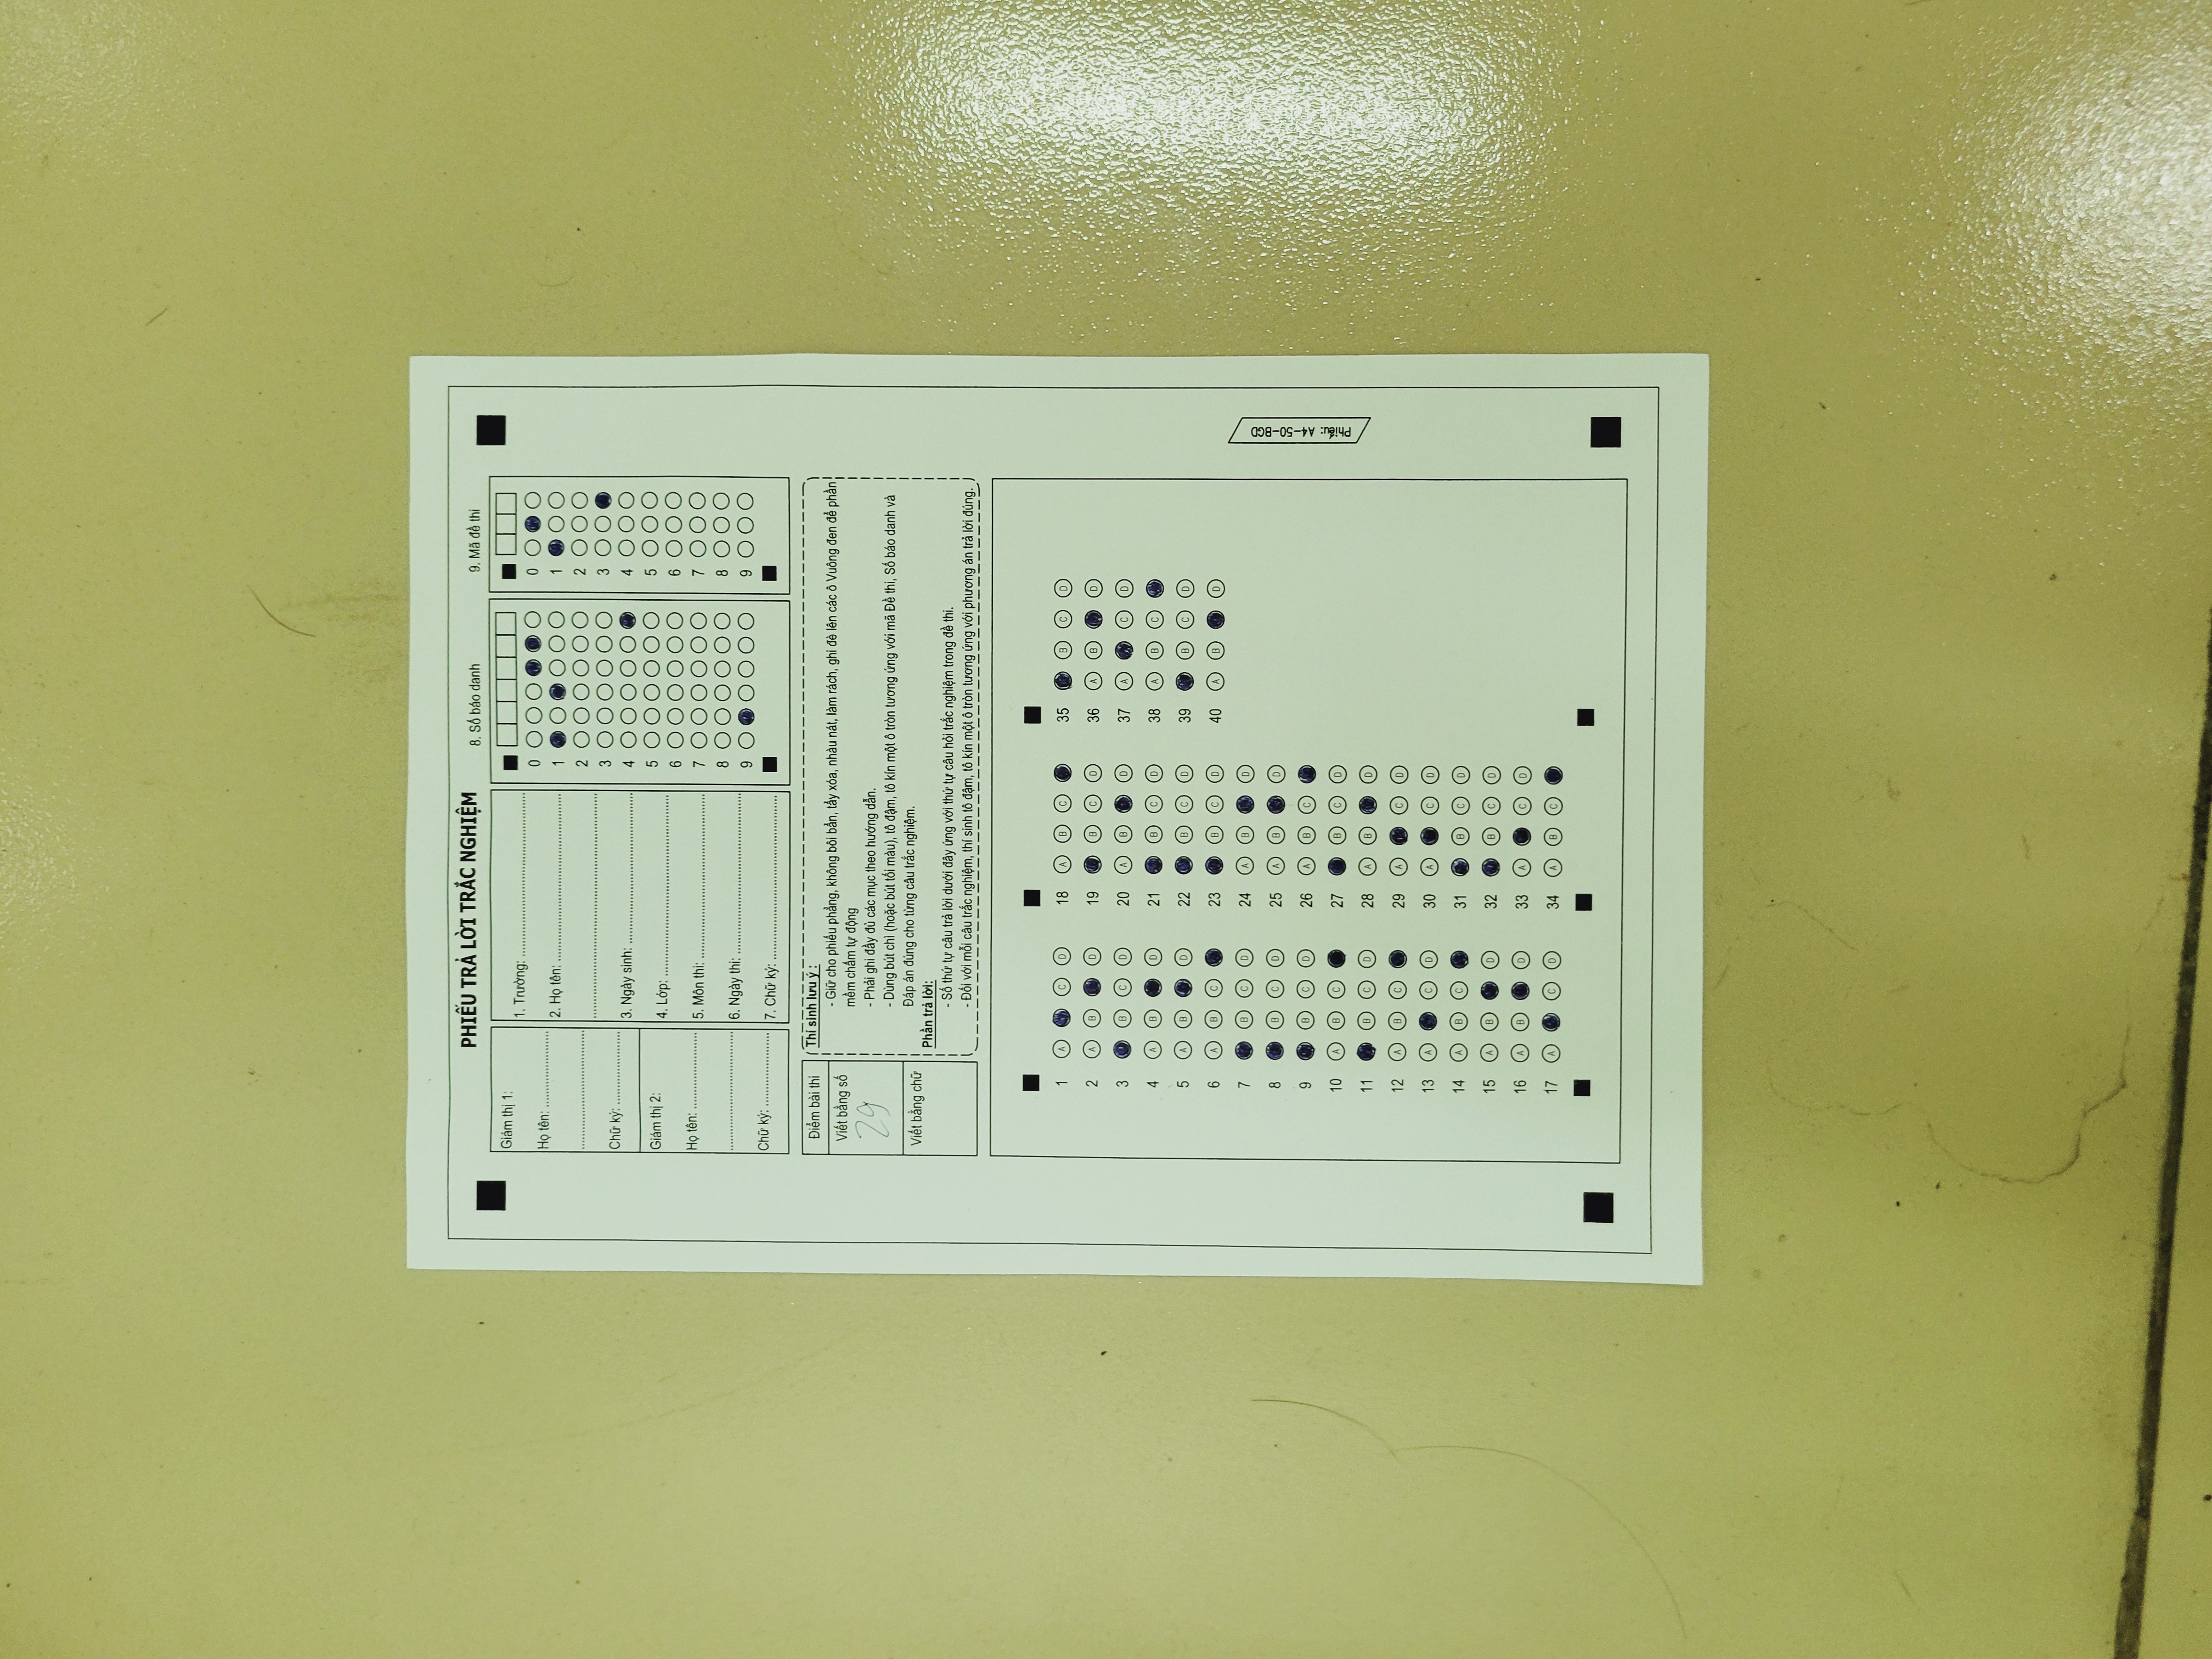 PHIẾU TRẢ LỜI TRẮC NGHIỆM
Giám thị 1:
Họ tên: ........................
................................
Chữ ký: ........................
Giám thị 2:
Họ tên: ........................
................................
Chữ ký: ........................
1. Trường: ........................
2. Họ tên: ........................
................................
3. Ngày sinh: ........................
4. Lớp: ........................
5. Môn thi: ........................
6. Ngày thi: ........................
7. Chữ ký: ........................
8. Số báo danh
0
1
2
3
4
5
6
7
8
9
9. Mã đề thi
0
1
2
3
4
5
6
7
8
9
Điểm bài thi
Viết bằng số
29
Viết bằng chữ
Thí sinh lưu ý :
- Giữ cho phiếu phẳng, không bôi bẩn, tẩy xóa, nhàu nát, làm rách, ghi đè lên các ô Vuông đen để phần
mềm chấm tự động
- Phải ghi đầy đủ các mục theo hướng dẫn.
- Dùng bút chì (hoặc bút tối màu), tô đậm, tô kín một ô tròn tương ứng với mã Đề thi, Số báo danh và
Đáp án đúng cho từng câu trắc nghiệm.
Phần trả lời:
- Số thứ tự câu trả lời dưới đây ứng với thứ tự câu hỏi trắc nghiệm trong đề thi.
- Đối với mỗi câu trắc nghiệm, thí sinh tô đậm, tô kín một ô tròn tương ứng với phương án trả lời đúng.
1 A C D
2 A B D
3 B C D
4 A B D
5 A B D
6 A B C
7 B C D
8 B C D
9 B C D
10 A B C
11 B C D
12 A B C
13 A C D
14 A B C
15 A B D
16 A B D
17 A C D
18 A B C
19 B C D
20 A B D
21 B C D
22 B C D
23 B C D
24 A B D
25 A B D
26 A B C
27 B C D
28 A B D
29 A C D
30 A C D
31 B C D
32 B C D
33 A C D
34 A B C
35 B C D
36 A B D
37 A C D
38 A B C
39 B C D
40 A B D
Phiếu: A4-50-BGD